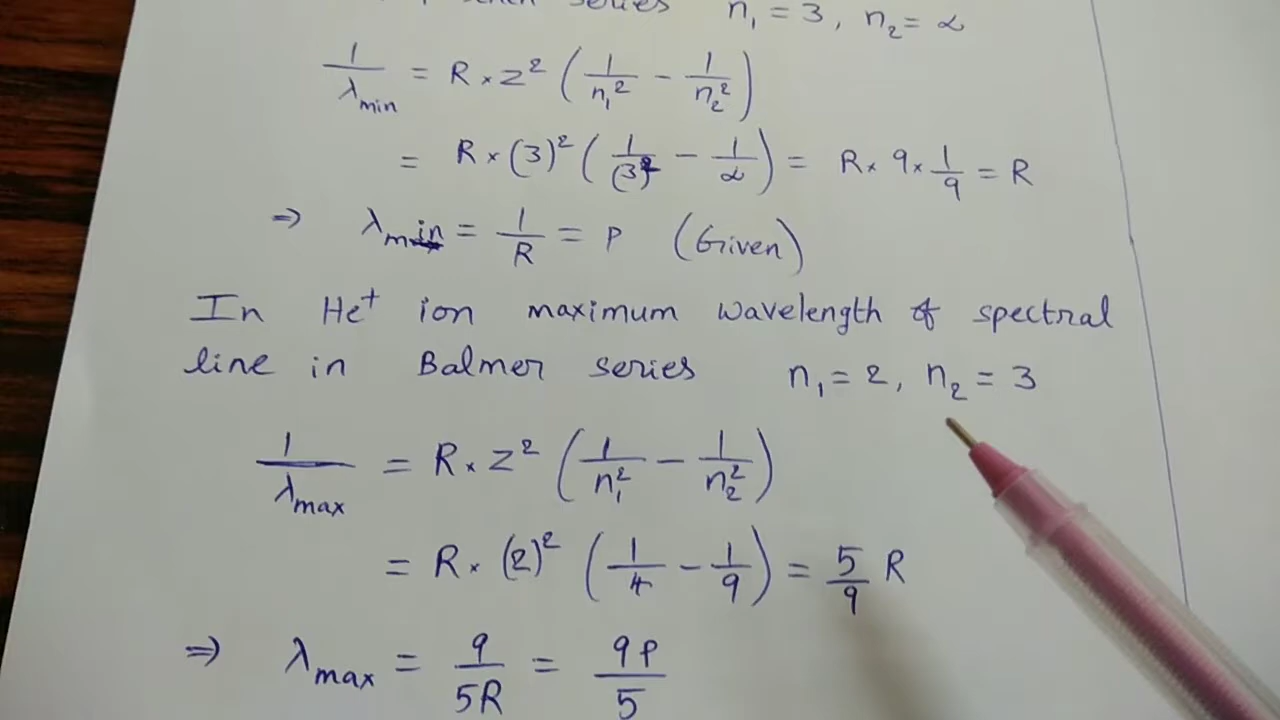 series n₁ = 3, n₂ = ∝
1/λmin = R × Z² (1/n₁² − 1/n₂²)
= R × (3)² (1/(3)² − 1/∝) = R × 9 × 1/9 = R
⇒ λmin = 1/R = P (Given)
In He⁺ ion maximum wavelength of spectral
line in Balmer series n₁ = 2, n₂ = 3
1/λmax = R × Z² (1/n₁² − 1/n₂²)
= R × (2)² (1/4 − 1/9) = 5/9 R
⇒ λmax = 9/5R = 9P/5